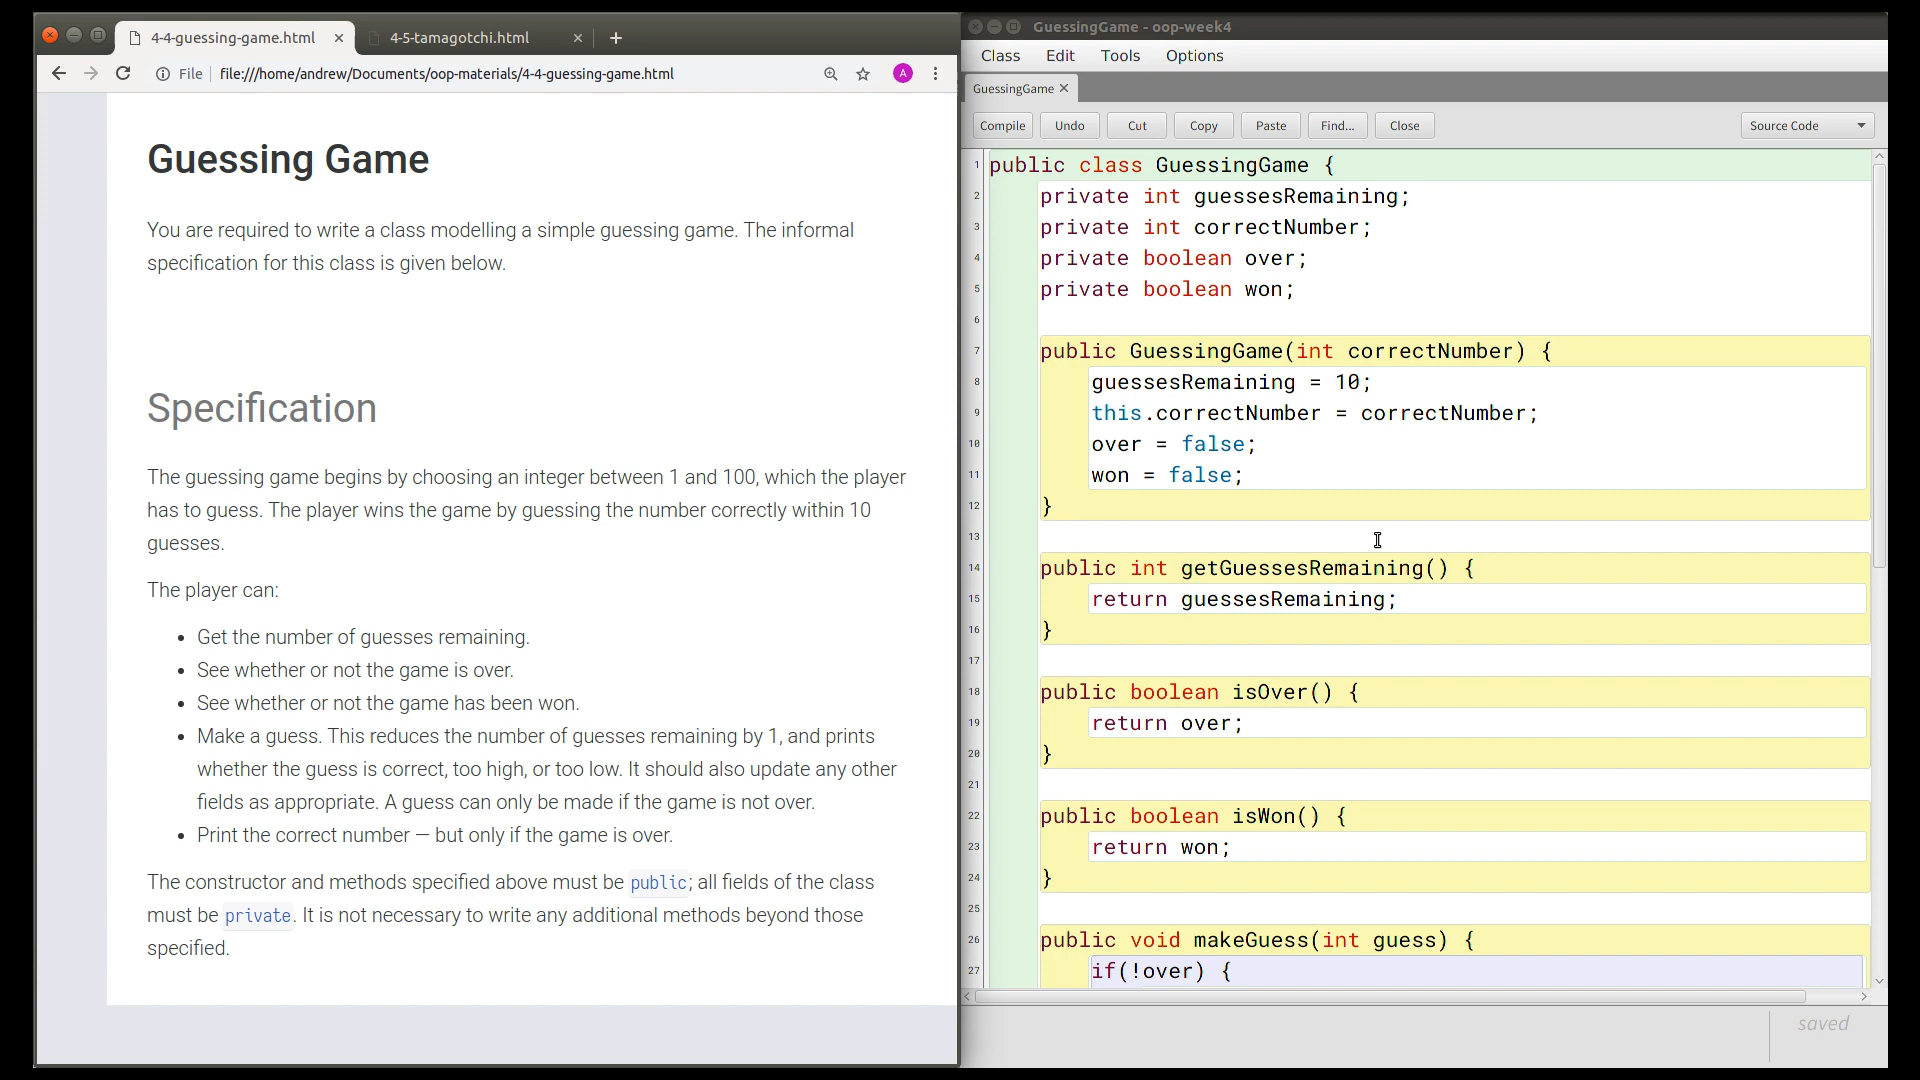 4-4-guessing-game.html
4-5-tamagotchi.html
File
file:///home/andrew/Documents/oop-materials/4-4-guessing-game.html
A
Guessing Game
You are required to write a class modelling a simple guessing game. The informal
specification for this class is given below.
Specification
The guessing game begins by choosing an integer between 1 and 100, which the player
has to guess. The player wins the game by guessing the number correctly within 10
guesses.
The player can:
• Get the number of guesses remaining.
• See whether or not the game is over.
• See whether or not the game has been won.
• Make a guess. This reduces the number of guesses remaining by 1, and prints
whether the guess is correct, too high, or too low. It should also update any other
fields as appropriate. A guess can only be made if the game is not over.
• Print the correct number — but only if the game is over.
The constructor and methods specified above must be public; all fields of the class
must be private. It is not necessary to write any additional methods beyond those
specified.
GuessingGame - oop-week4
Class Edit Tools Options
GuessingGame
Compile Undo Cut Copy Paste Find... Close Source Code
1 public class GuessingGame {
2 private int guessesRemaining;
3 private int correctNumber;
4 private boolean over;
5 private boolean won;
6
7 public GuessingGame(int correctNumber) {
8 guessesRemaining = 10;
9 this.correctNumber = correctNumber;
10 over = false;
11 won = false;
12 }
13
14 public int getGuessesRemaining() {
15 return guessesRemaining;
16 }
17
18 public boolean isOver() {
19 return over;
20 }
21
22 public boolean isWon() {
23 return won;
24 }
25
26 public void makeGuess(int guess) {
27 if(!over) {
saved